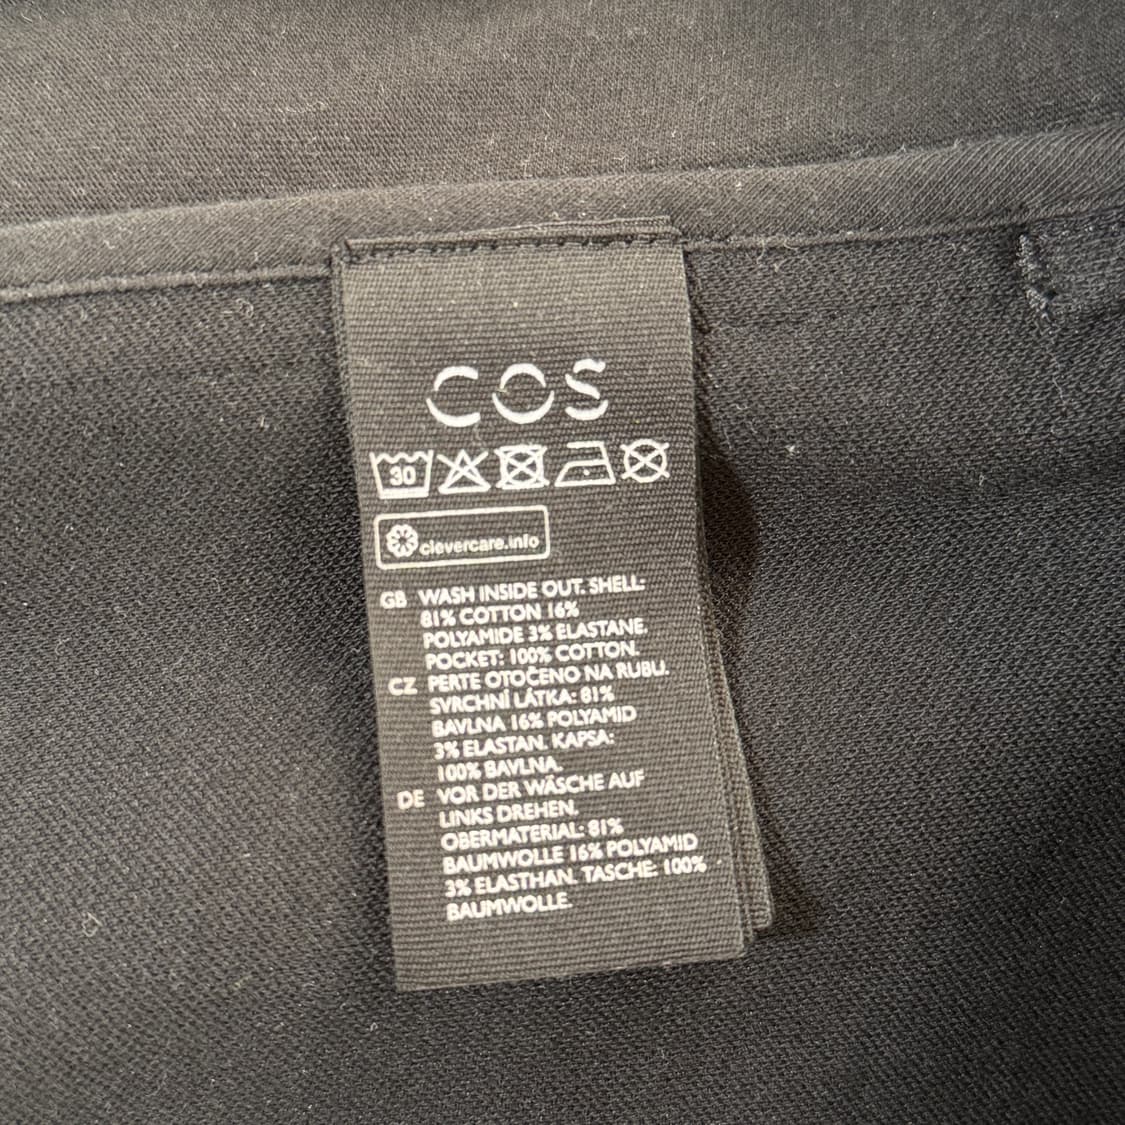 COS
30
clevercare.info
GB WASH INSIDE OUT. SHELL:
81% COTTON 16%
POLYAMIDE 3% ELASTANE.
POCKET: 100% COTTON.
CZ PERTE OTOČENO NA RUBU.
SVRCHNÍ LÁTKA: 81%
BAVLNA 16% POLYAMID
3% ELASTAN. KAPSA:
100% BAVLNA.
DE VOR DER WÄSCHE AUF
LINKS DREHEN.
OBERMATERIAL: 81%
BAUMWOLLE 16% POLYAMID
3% ELASTHAN. TASCHE: 100%
BAUMWOLLE.